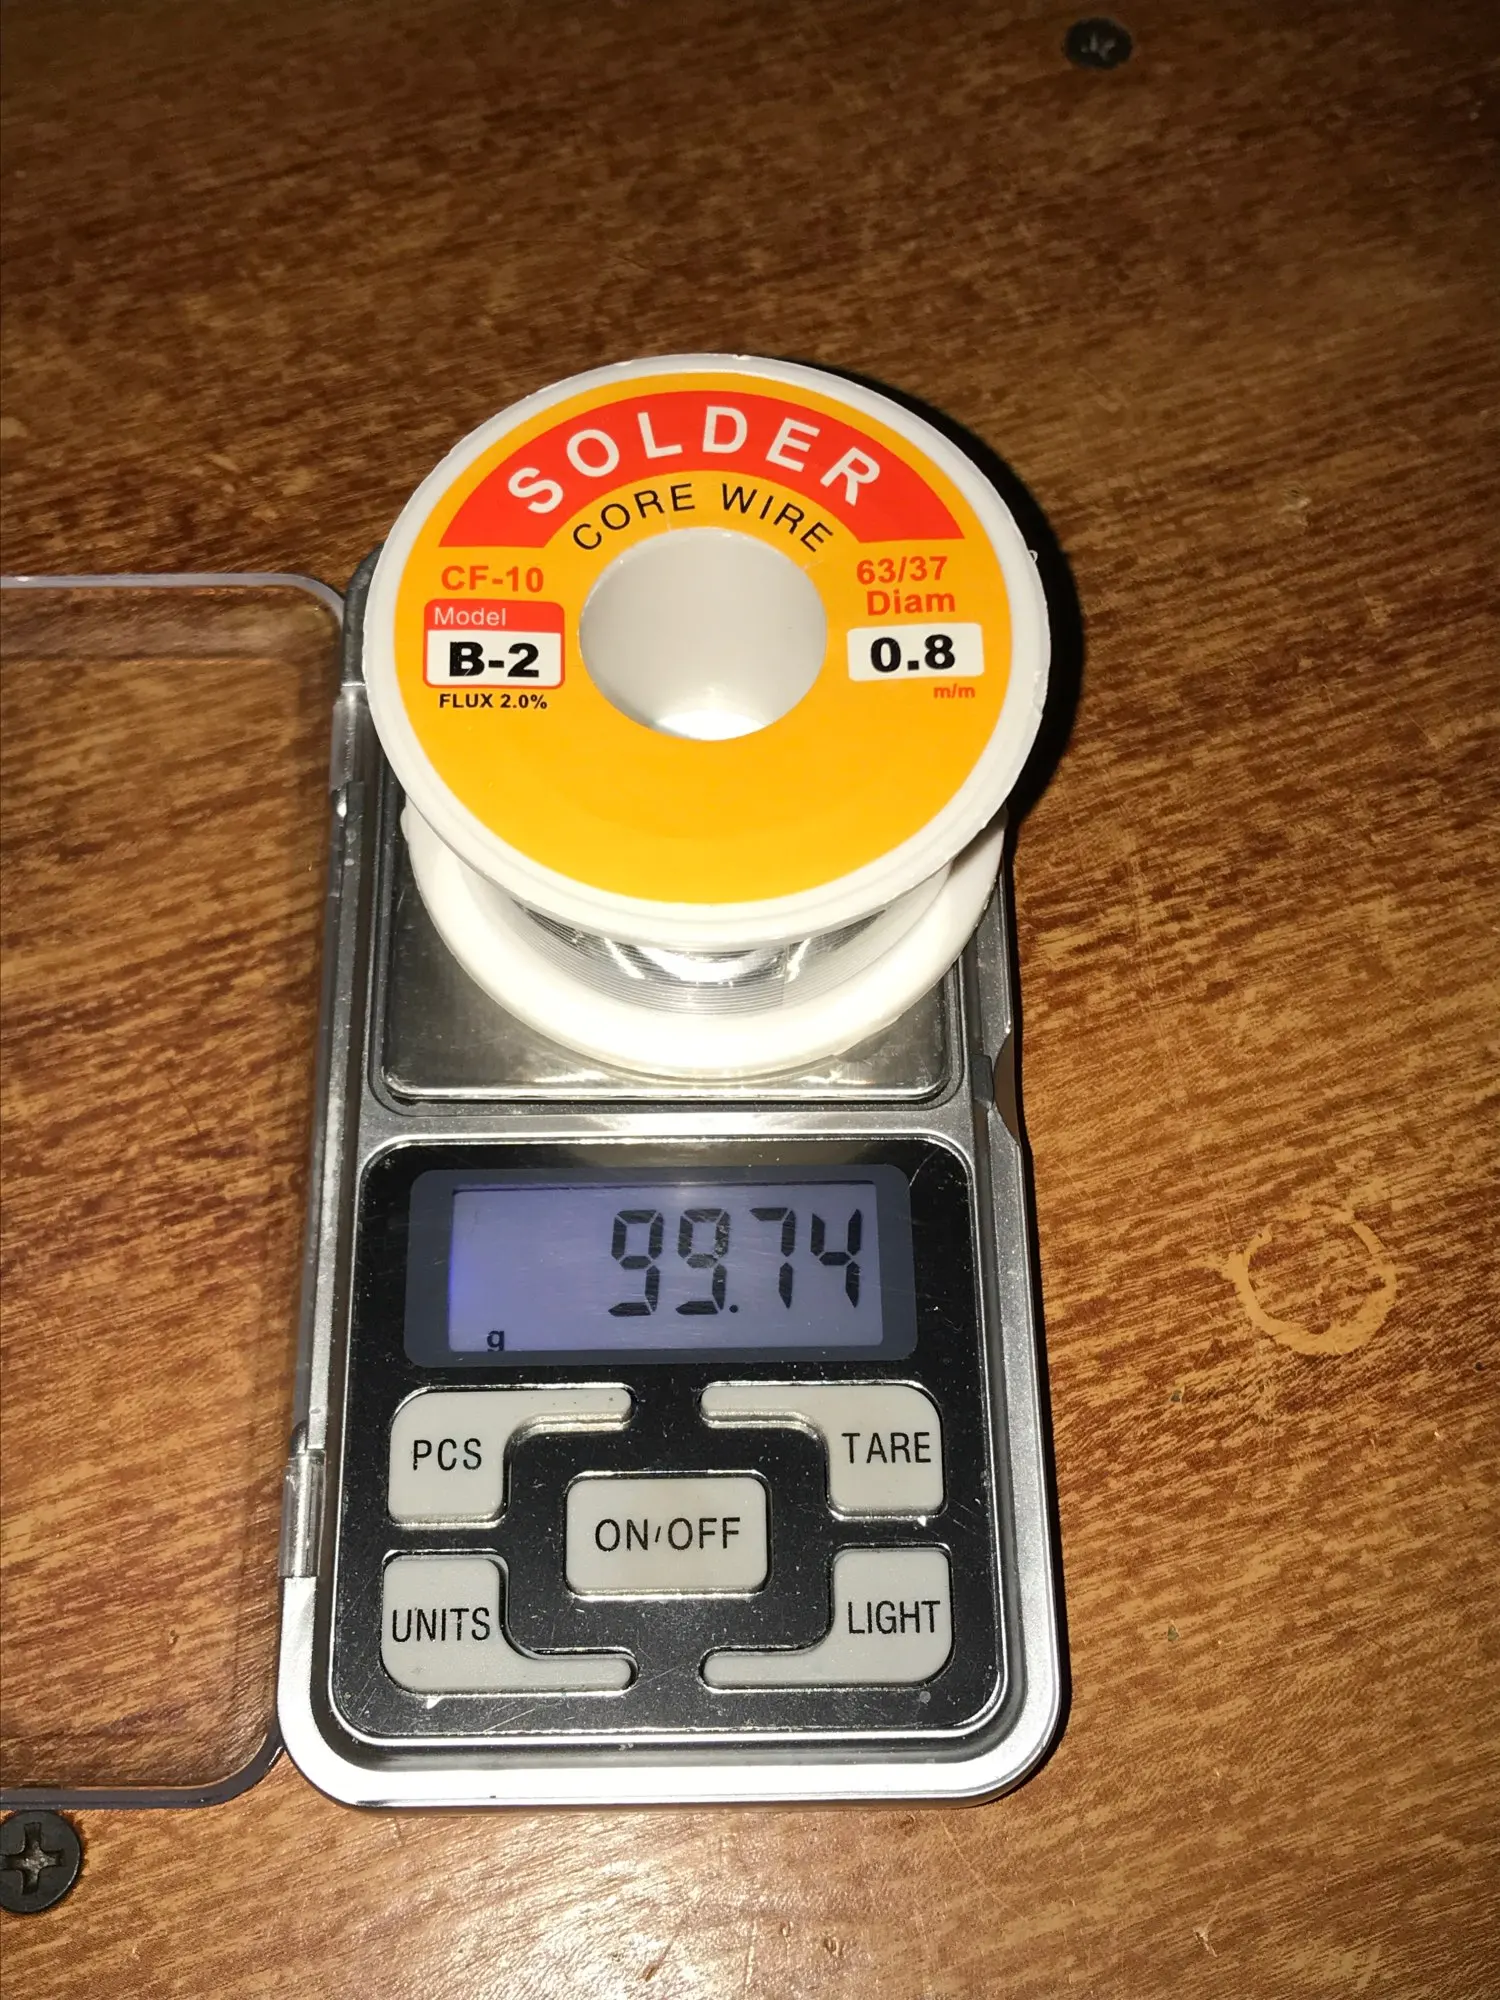 SOLDER
CORE WIRE
CF-10
Model
B-2
FLUX 2.0%
63/37
Diam
0.8
m/m
99.74
g
PCS
TARE
ON/OFF
UNITS
LIGHT